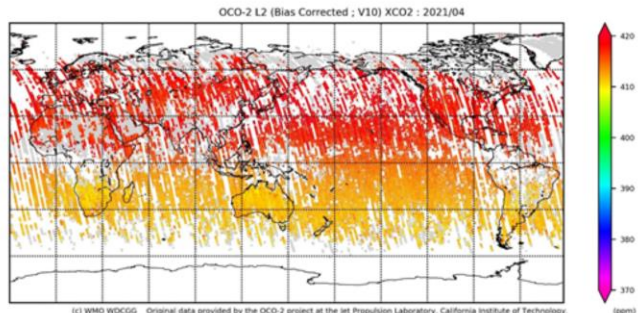 OCO-2 L2 (Bias Corrected ; V10) XCO2 : 2021/04
420
410
400
390
380
370
(ppm)
(c) WMO WDCGG Original data provided by the OCO-2 project at the Jet Propulsion Laboratory, California Institute of Technology.